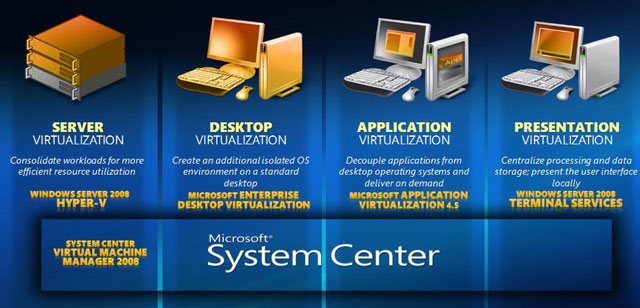 SERVER
VIRTUALIZATION
Consolidate workloads for more
efficient resource utilization
WINDOWS SERVER 2008
HYPER-V
DESKTOP
VIRTUALIZATION
Create an additional isolated OS
environment on a standard
desktop
MICROSOFT ENTERPRISE
DESKTOP VIRTUALIZATION
APP
APPLICATION
VIRTUALIZATION
Decouple applications from
desktop operating systems and
deliver on demand
MICROSOFT APPLICATION
VIRTUALIZATION 4.5
PRESENTATION
VIRTUALIZATION
Centralize processing and data
storage; present the user interface
locally
WINDOWS SERVER 2008
TERMINAL SERVICES
SYSTEM CENTER
VIRTUAL MACHINE
MANAGER 2008
Microsoft®
System Center